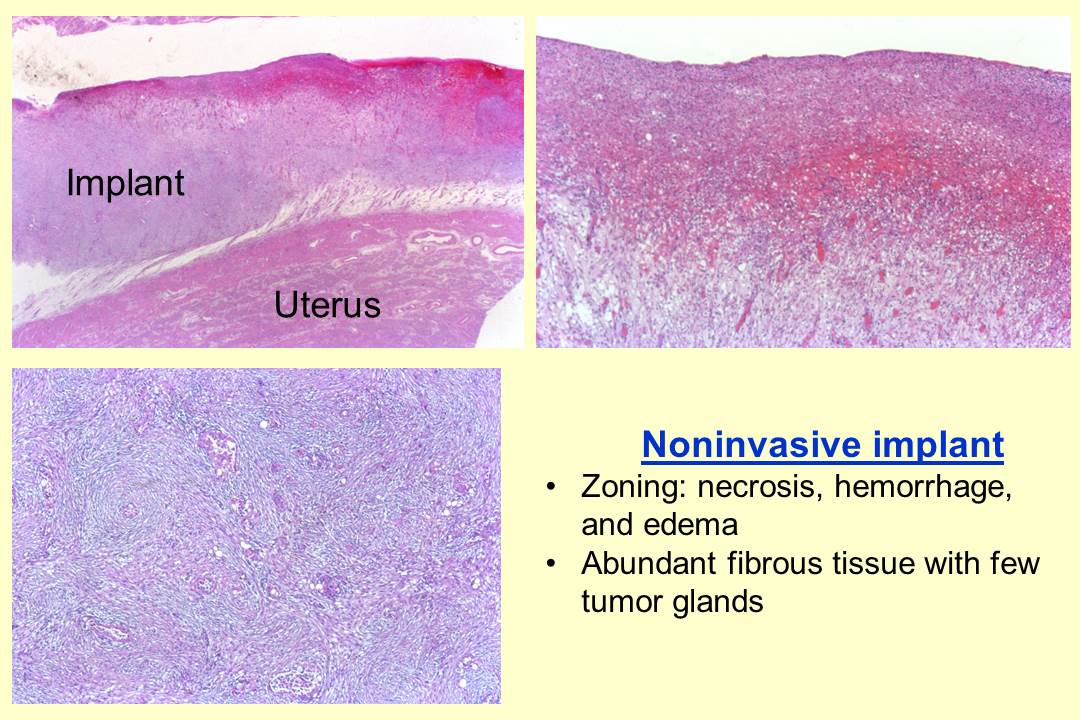 Implant
Uterus
Noninvasive implant
• Zoning: necrosis, hemorrhage,
and edema
• Abundant fibrous tissue with few
tumor glands